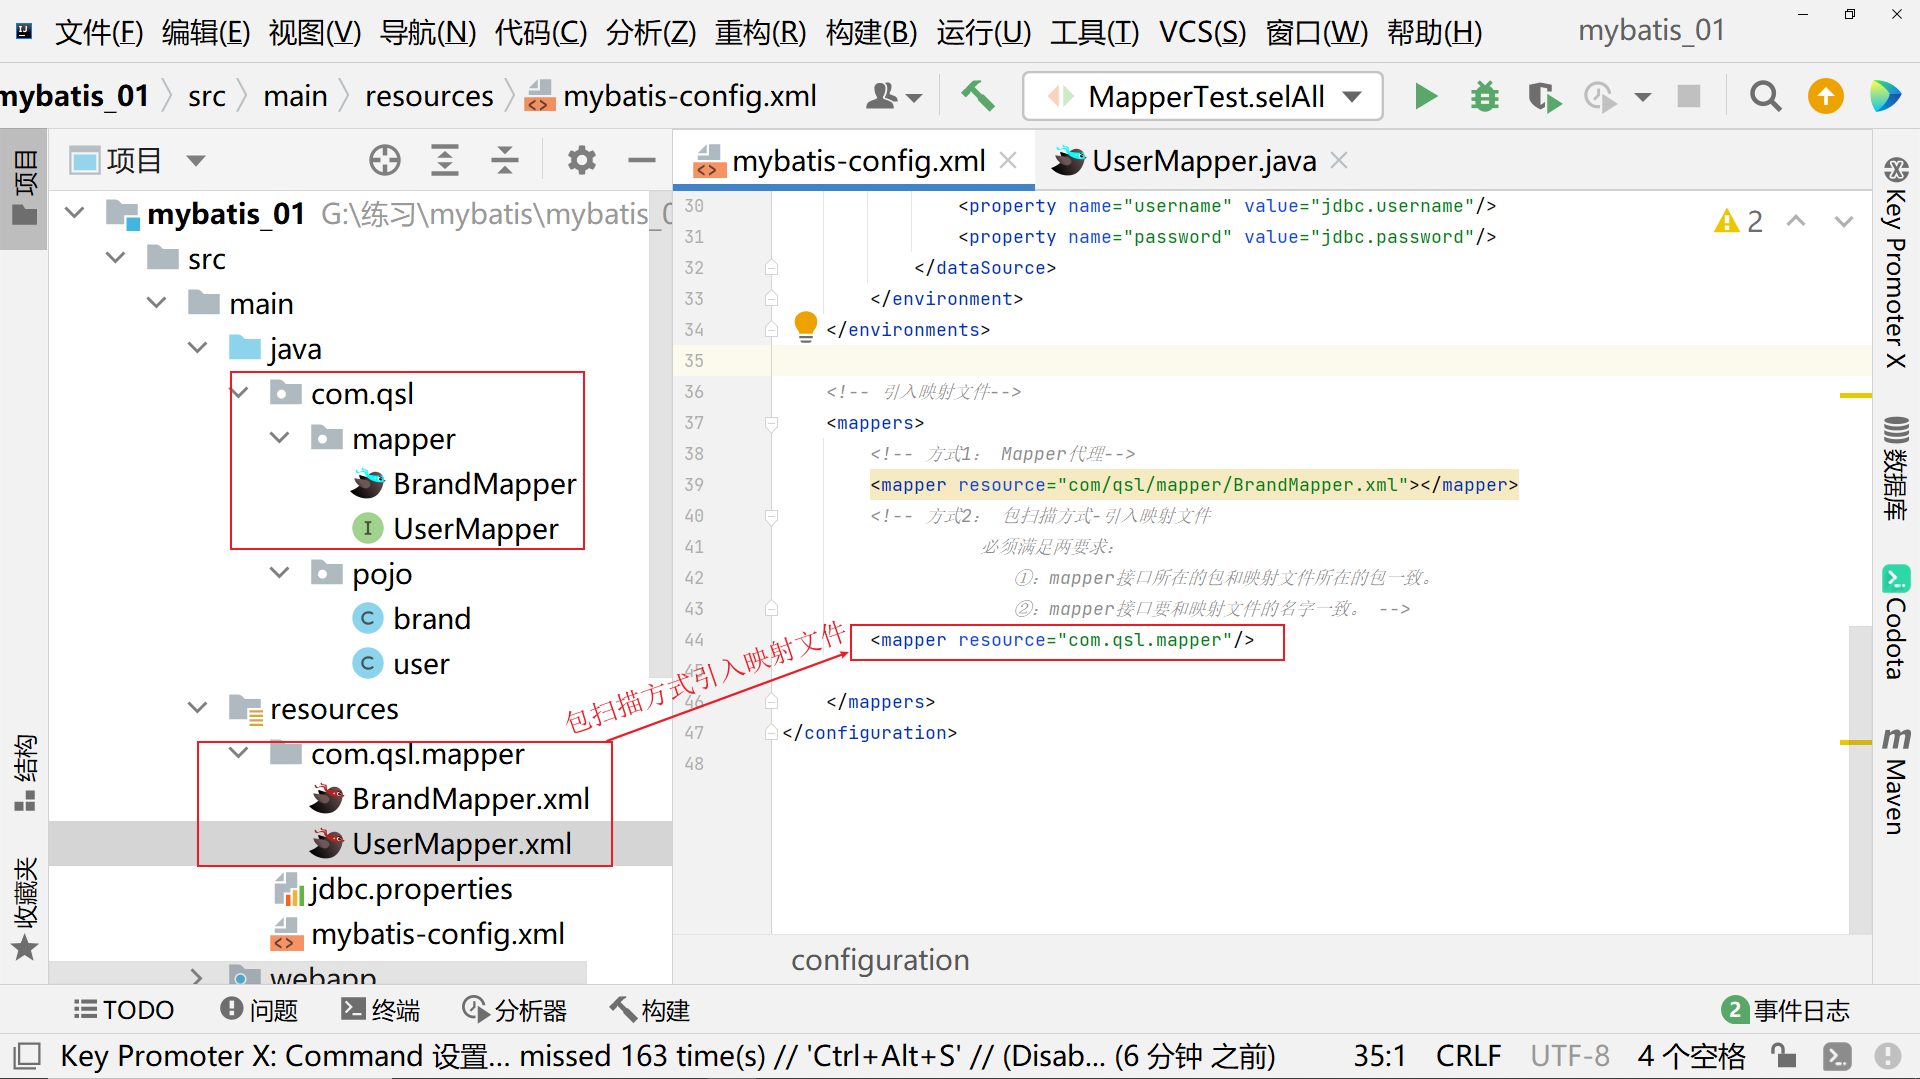 文件(F) 编辑(E) 视图(V) 导航(N) 代码(C) 分析(Z) 重构(R) 构建(B) 运行(U) 工具(T) VCS(S) 窗口(W) 帮助(H) mybatis_01
mybatis_01 src main resources mybatis-config.xml MapperTest.selAll
项目
项目
mybatis_01 G:\练习\mybatis\mybatis_0
src
main
java
com.qsl
mapper
BrandMapper
UserMapper
pojo
brand
user
resources
com.qsl.mapper
BrandMapper.xml
UserMapper.xml
jdbc.properties
mybatis-config.xml
webapp
结构
收藏夹
mybatis-config.xml UserMapper.java
2
30 <property name="username" value="jdbc.username"/>
31 <property name="password" value="jdbc.password"/>
32 </dataSource>
33 </environment>
34 </environments>
35
36 <!-- 引入映射文件-->
37 <mappers>
38 <!-- 方式1： Mapper代理-->
39 <mapper resource="com/qsl/mapper/BrandMapper.xml"></mapper>
40 <!-- 方式2： 包扫描方式-引入映射文件
41 必须满足两要求：
42 ①：mapper接口所在的包和映射文件所在的包一致。
43 ②：mapper接口要和映射文件的名字一致。 -->
44 <mapper resource="com.qsl.mapper"/>
45
46 </mappers>
47 </configuration>
48
包扫描方式引入映射文件
configuration
Key Promoter X
数据库
Codota
Maven
TODO 问题 终端 分析器 构建 2 事件日志
Key Promoter X: Command 设置... missed 163 time(s) // 'Ctrl+Alt+S' // (Disab... (6 分钟 之前) 35:1 CRLF UTF-8 4 个空格